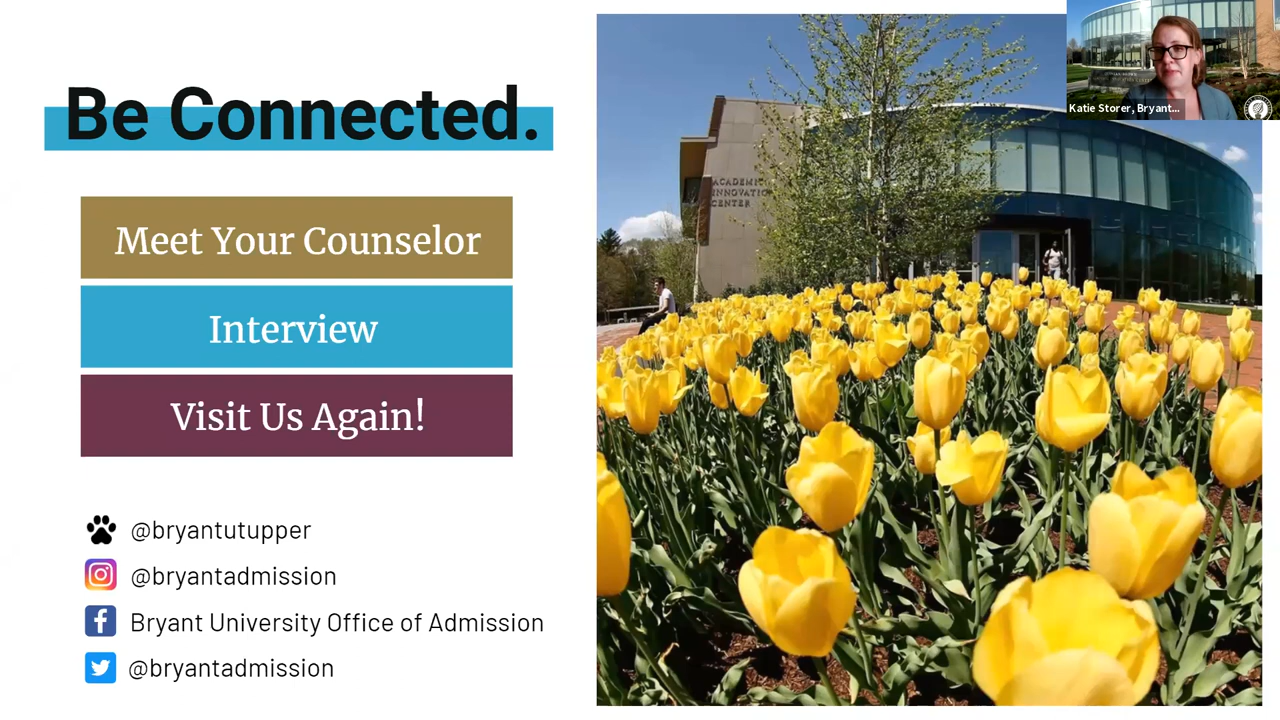 Be Connected.
Meet Your Counselor
Interview
Visit Us Again!
@bryantutupper
@bryantadmission
Bryant University Office of Admission
@bryantadmission
ACADEMIC
INNOVATION
CENTER
Katie Storer, Bryant...